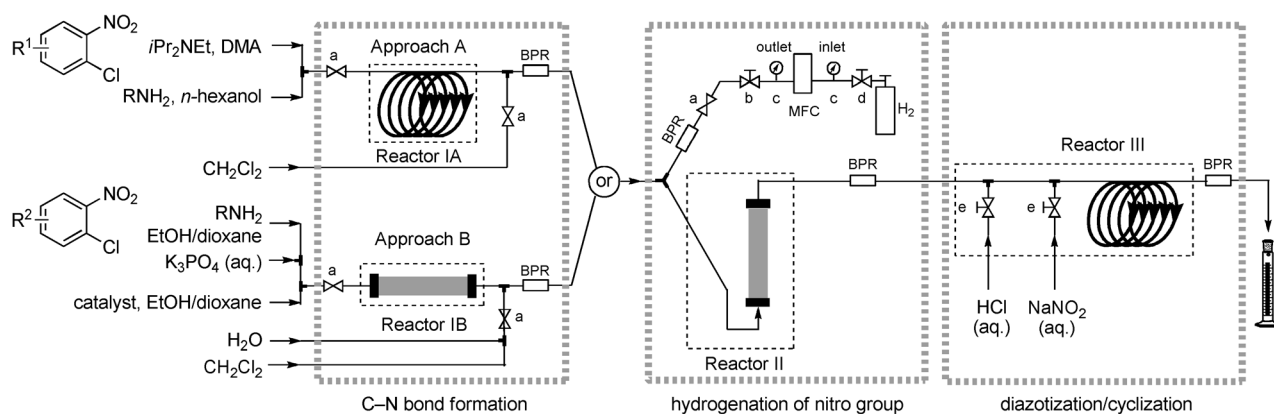 R¹
NO₂
Cl
iPr₂NEt, DMA
RNH₂, n-hexanol
CH₂Cl₂
a
Approach A
Reactor IA
a
BPR
R²
NO₂
Cl
RNH₂
EtOH/dioxane
K₃PO₄ (aq.)
catalyst, EtOH/dioxane
H₂O
CH₂Cl₂
a
Approach B
Reactor IB
a
BPR
C–N bond formation
or
BPR
a
b
outlet
c
MFC
inlet
c
d
H₂
Reactor II
BPR
hydrogenation of nitro group
Reactor III
e
e
HCl
(aq.)
NaNO₂
(aq.)
BPR
diazotization/cyclization